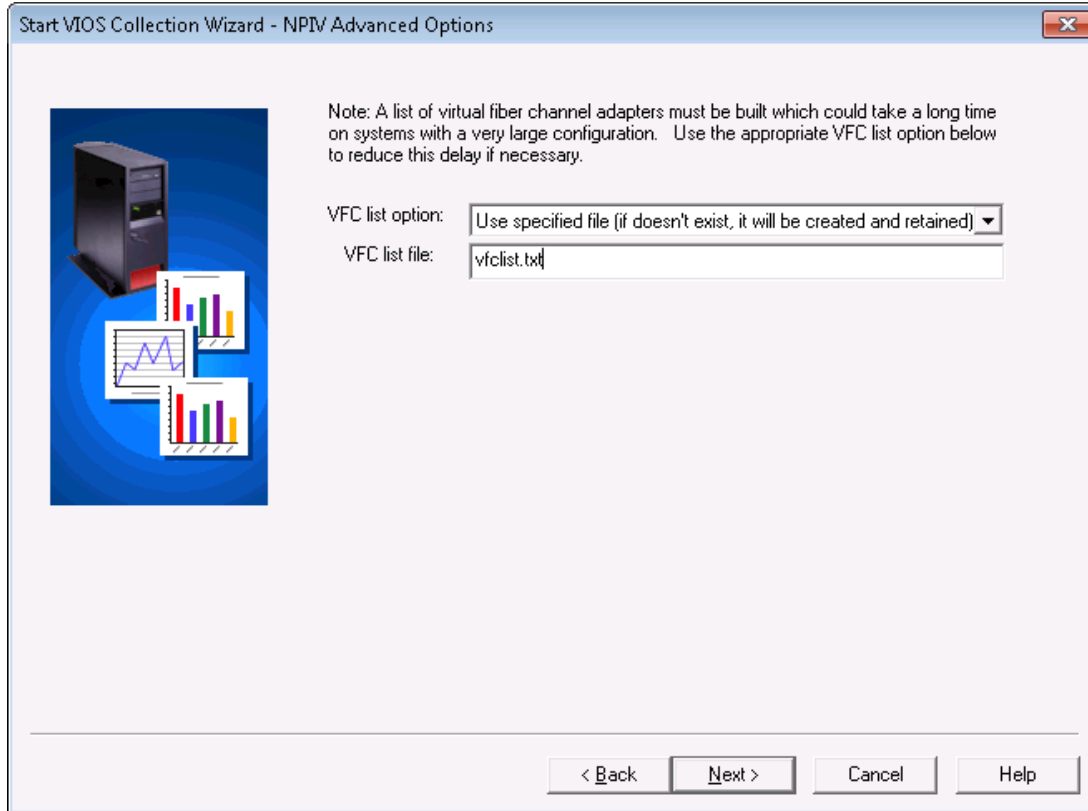 Start VIOS Collection Wizard - NPIV Advanced Options
Note: A list of virtual fiber channel adapters must be built which could take a long time
on systems with a very large configuration. Use the appropriate VFC list option below
to reduce this delay if necessary.
VFC list option: Use specified file (if doesn't exist, it will be created and retained)
VFC list file: vfclist.txt
< Back Next > Cancel Help